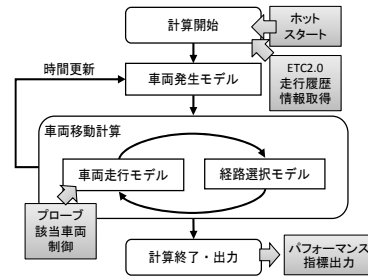 計算開始
ホット
スタート
時間更新
車両発生モデル
ETC2.0
走行履歴
情報取得
車両移動計算
車両走行モデル
経路選択モデル
プローブ
該当車両
制御
計算終了・出力
パフォーマンス
指標出力